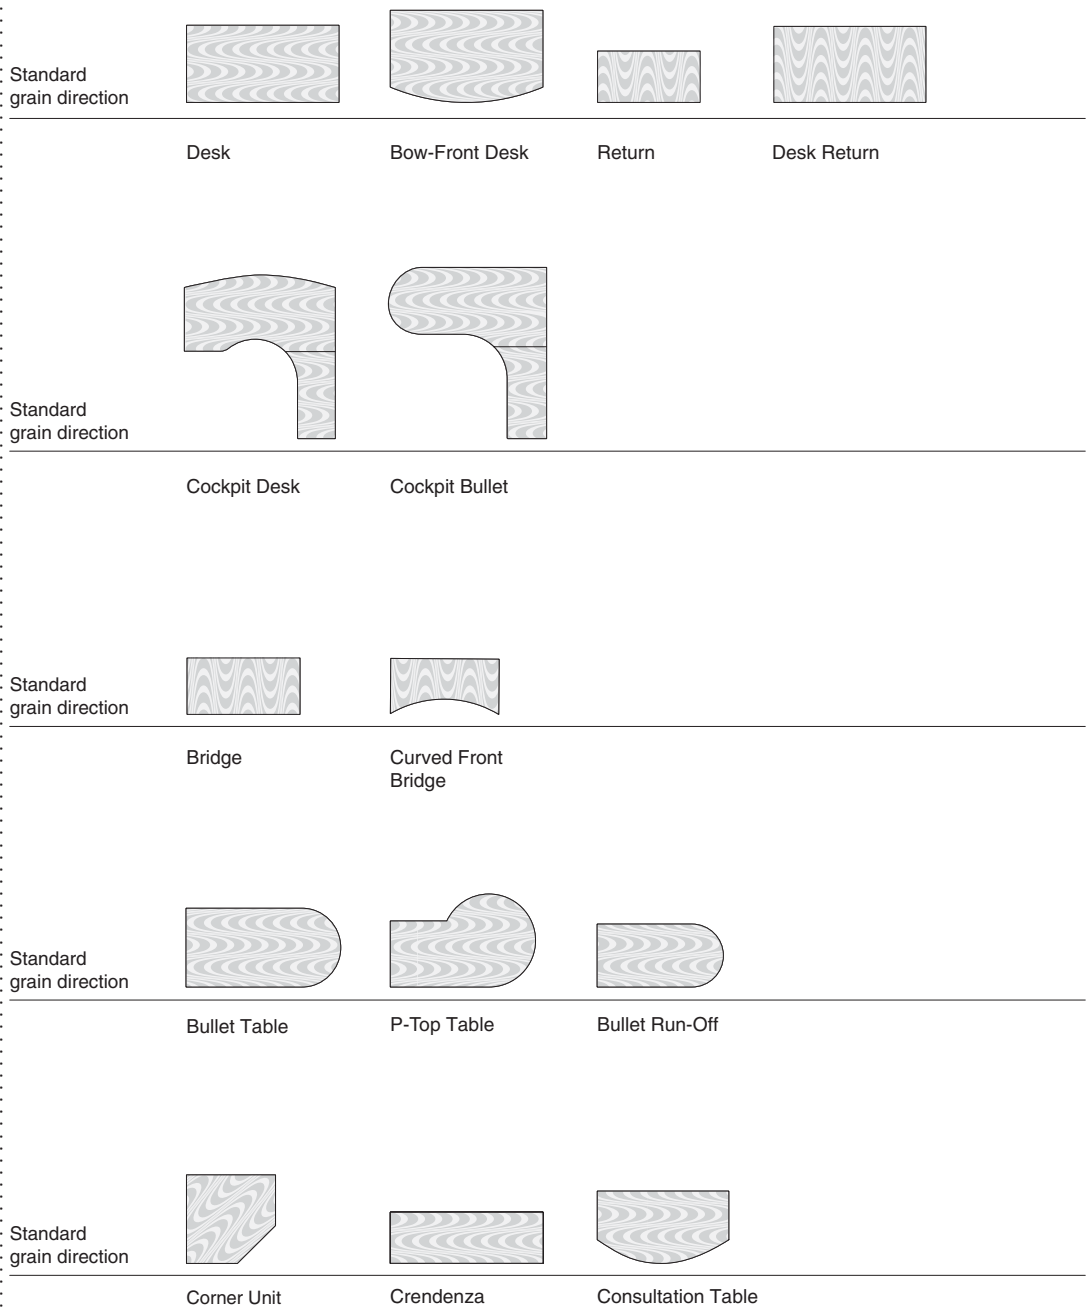 Standard
grain direction
Desk
Bow-Front Desk
Return
Desk Return
Standard
grain direction
Cockpit Desk
Cockpit Bullet
Standard
grain direction
Bridge
Curved Front
Bridge
Standard
grain direction
Bullet Table
P-Top Table
Bullet Run-Off
Standard
grain direction
Corner Unit
Crendenza
Consultation Table